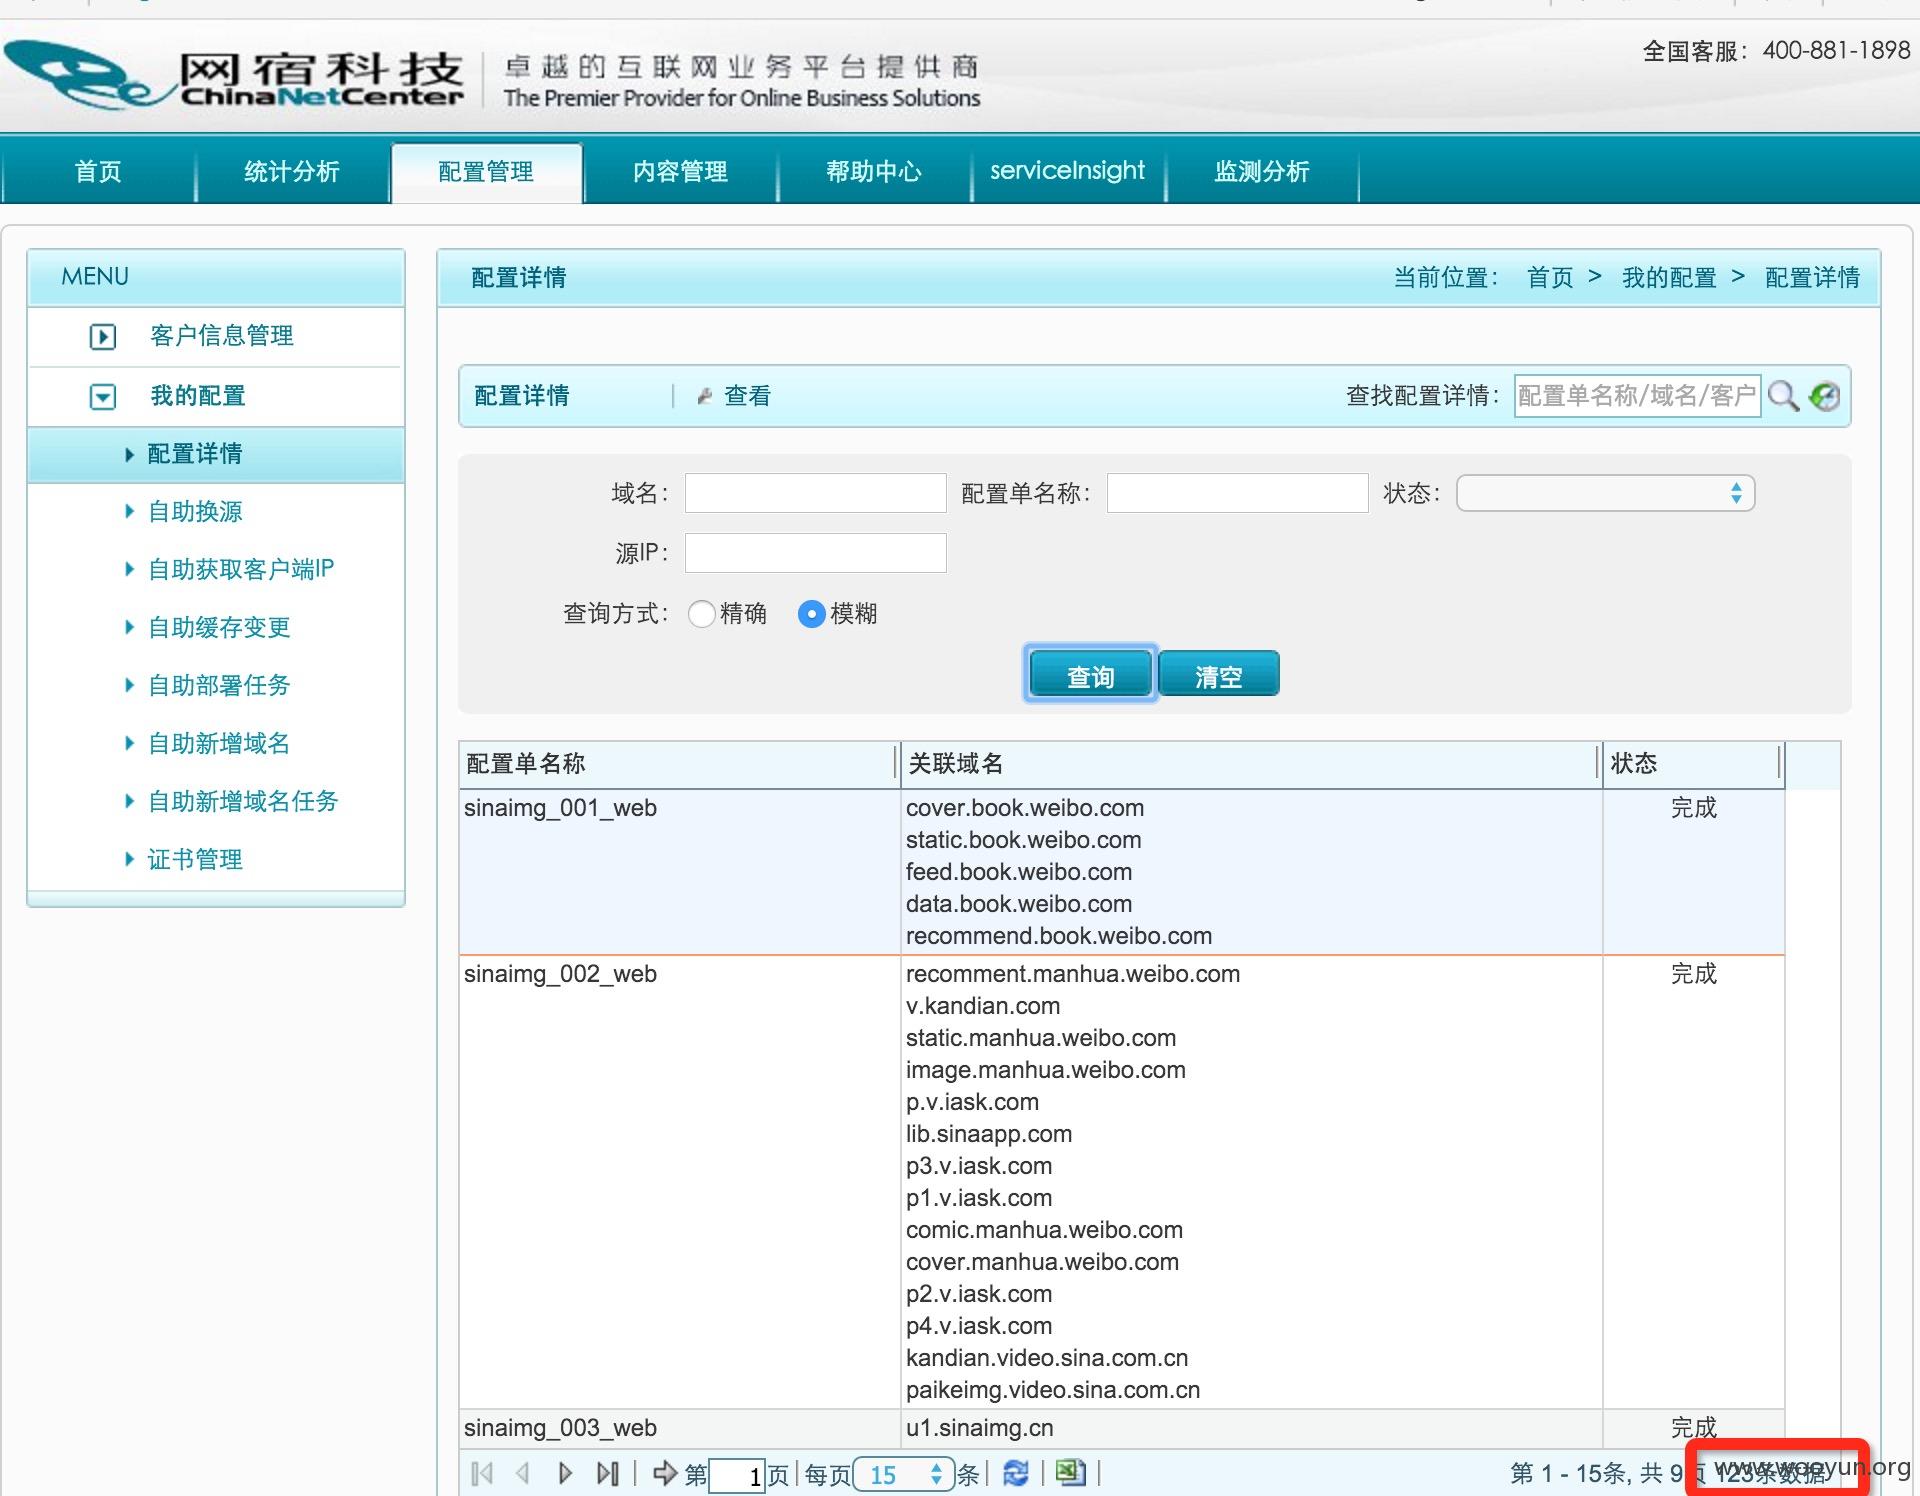 网宿科技
ChinaNetCenter
卓越的互联网业务平台提供商
The Premier Provider for Online Business Solutions
全国客服：400-881-1898
首页 统计分析 配置管理 内容管理 帮助中心 serviceInsight 监测分析
MENU
客户信息管理
我的配置
配置详情
自助换源
自助获取客户端IP
自助缓存变更
自助部署任务
自助新增域名
自助新增域名任务
证书管理
配置详情 当前位置： 首页 > 我的配置 > 配置详情
配置详情 查看 查找配置详情： 配置单名称/域名/客户
域名： 配置单名称： 状态：
源IP：
查询方式： 精确 模糊
查询 清空
配置单名称 关联域名 状态
sinaimg_001_web cover.book.weibo.com 完成
static.book.weibo.com
feed.book.weibo.com
data.book.weibo.com
recommend.book.weibo.com
sinaimg_002_web recomment.manhua.weibo.com 完成
v.kandian.com
static.manhua.weibo.com
image.manhua.weibo.com
p.v.iask.com
lib.sinaapp.com
p3.v.iask.com
p1.v.iask.com
comic.manhua.weibo.com
cover.manhua.weibo.com
p2.v.iask.com
p4.v.iask.com
kandian.video.sina.com.cn
paikeimg.video.sina.com.cn
sinaimg_003_web u1.sinaimg.cn 完成
第 1 页 每页 15 条 第 1 - 15条, 共 9页 123条数据
www.wooyun.org